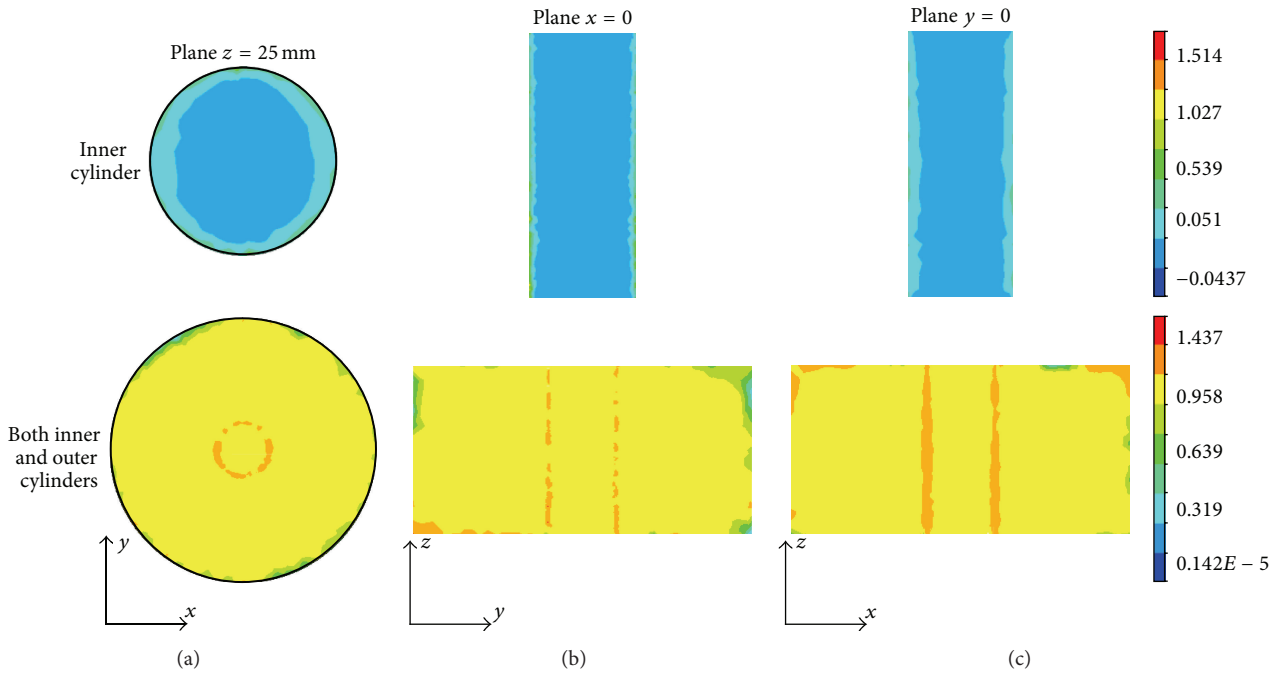 Plane x = 0
Plane y = 0
Plane z = 25 mm
Inner
cylinder
1.514
1.027
0.539
0.051
−0.0437
Both inner
and outer
cylinders
1.437
0.958
0.639
0.319
0.142E − 5
y
x
z
y
z
x
(a)
(b)
(c)